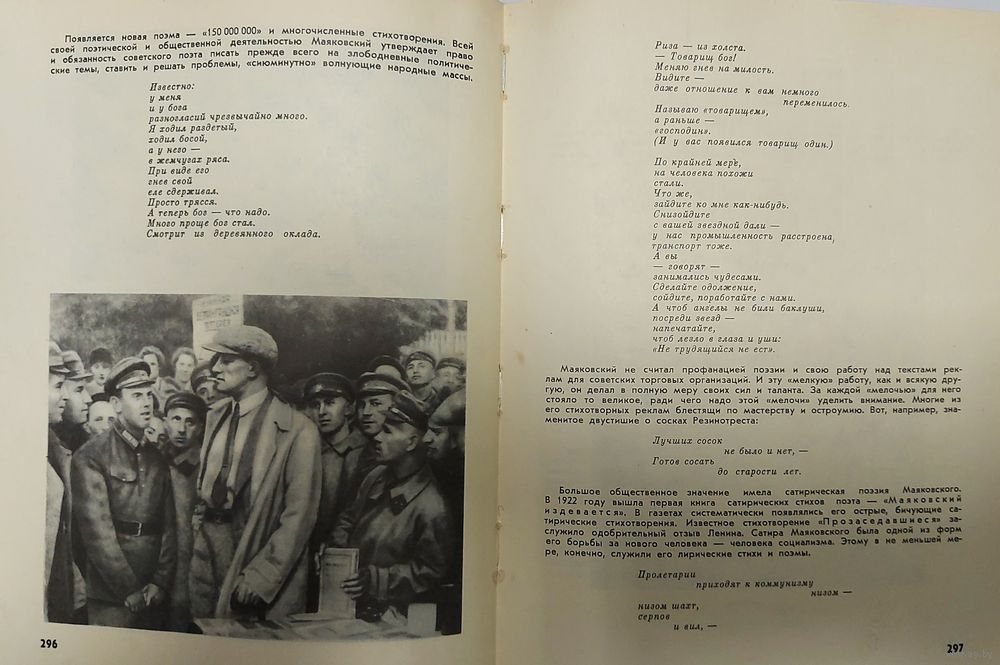 Появляется новая поэма — «150 000 000» и многочисленные стихотворения. Всей
своей поэтической и общественной деятельностью Маяковский утверждает право
и обязанность советского поэта писать прежде всего на злободневные политиче-
ские темы, ставить и решать проблемы, «сиюминутно» волнующие народные массы.
Известно:
у меня
и у бога
разногласий чрезвычайно много.
Я ходил раздетый,
ходил босой,
а у него —
в жемчугах ряса.
При виде его
гнев свой
еле сдерживал.
Просто трясся.
А теперь бог — что надо.
Много проще бог стал.
Смотрит из деревянного оклада.
296
Риза — из холста.
— Товарищ бог!
Меняю гнев на милость.
Видите —
даже отношение к вам немного
переменилось.
Называю «товарищем»,
а раньше —
«господин».
(И у вас появился товарищ один.)
По крайней мере,
на человека похожи
стали.
Что же,
зайдите ко мне как-нибудь.
Снизойдите
с вашей звездной дали —
у нас промышленность расстроена,
транспорт тоже.
А вы
— говорят —
занимались чудесами.
Сделайте одолжение,
сойдите, поработайте с нами.
А чтоб ангелы не били баклуши,
посреди звезд —
напечатайте,
чтоб лезло в глаза и уши:
«Не трудящийся не ест».
Маяковский не считал профанацией поэзии и свою работу над текстами рек-
лам для советских торговых организаций. И эту «мелкую» работу, как и всякую дру-
гую, он делал в полную меру своих сил и таланта. За каждой «мелочью» для него
стояло то великое, ради чего надо этой «мелочи» уделить внимание. Многие из
его стихотворных реклам блестящи по мастерству и остроумию. Вот, например, зна-
менитое двустишие о сосках Резинотреста:
Лучших сосок
не было и нет, —
Готов сосать
до старости лет.
Большое общественное значение имела сатирическая поэзия Маяковского.
В 1922 году вышла первая книга сатирических стихов поэта — «Маяковский
издевается». В газетах систематически появлялись его острые, бичующие са-
тирические стихотворения. Известное стихотворение «Прозаседавшиеся» за-
служило одобрительный отзыв Ленина. Сатира Маяковского была одной из форм
его борьбы за нового человека — человека социализма. Этому в не меньшей ме-
ре, конечно, служили его лирические стихи и поэмы.
Пролетарии
приходят к коммунизму
низом —
низом шахт,
серпов
и вил, —
297